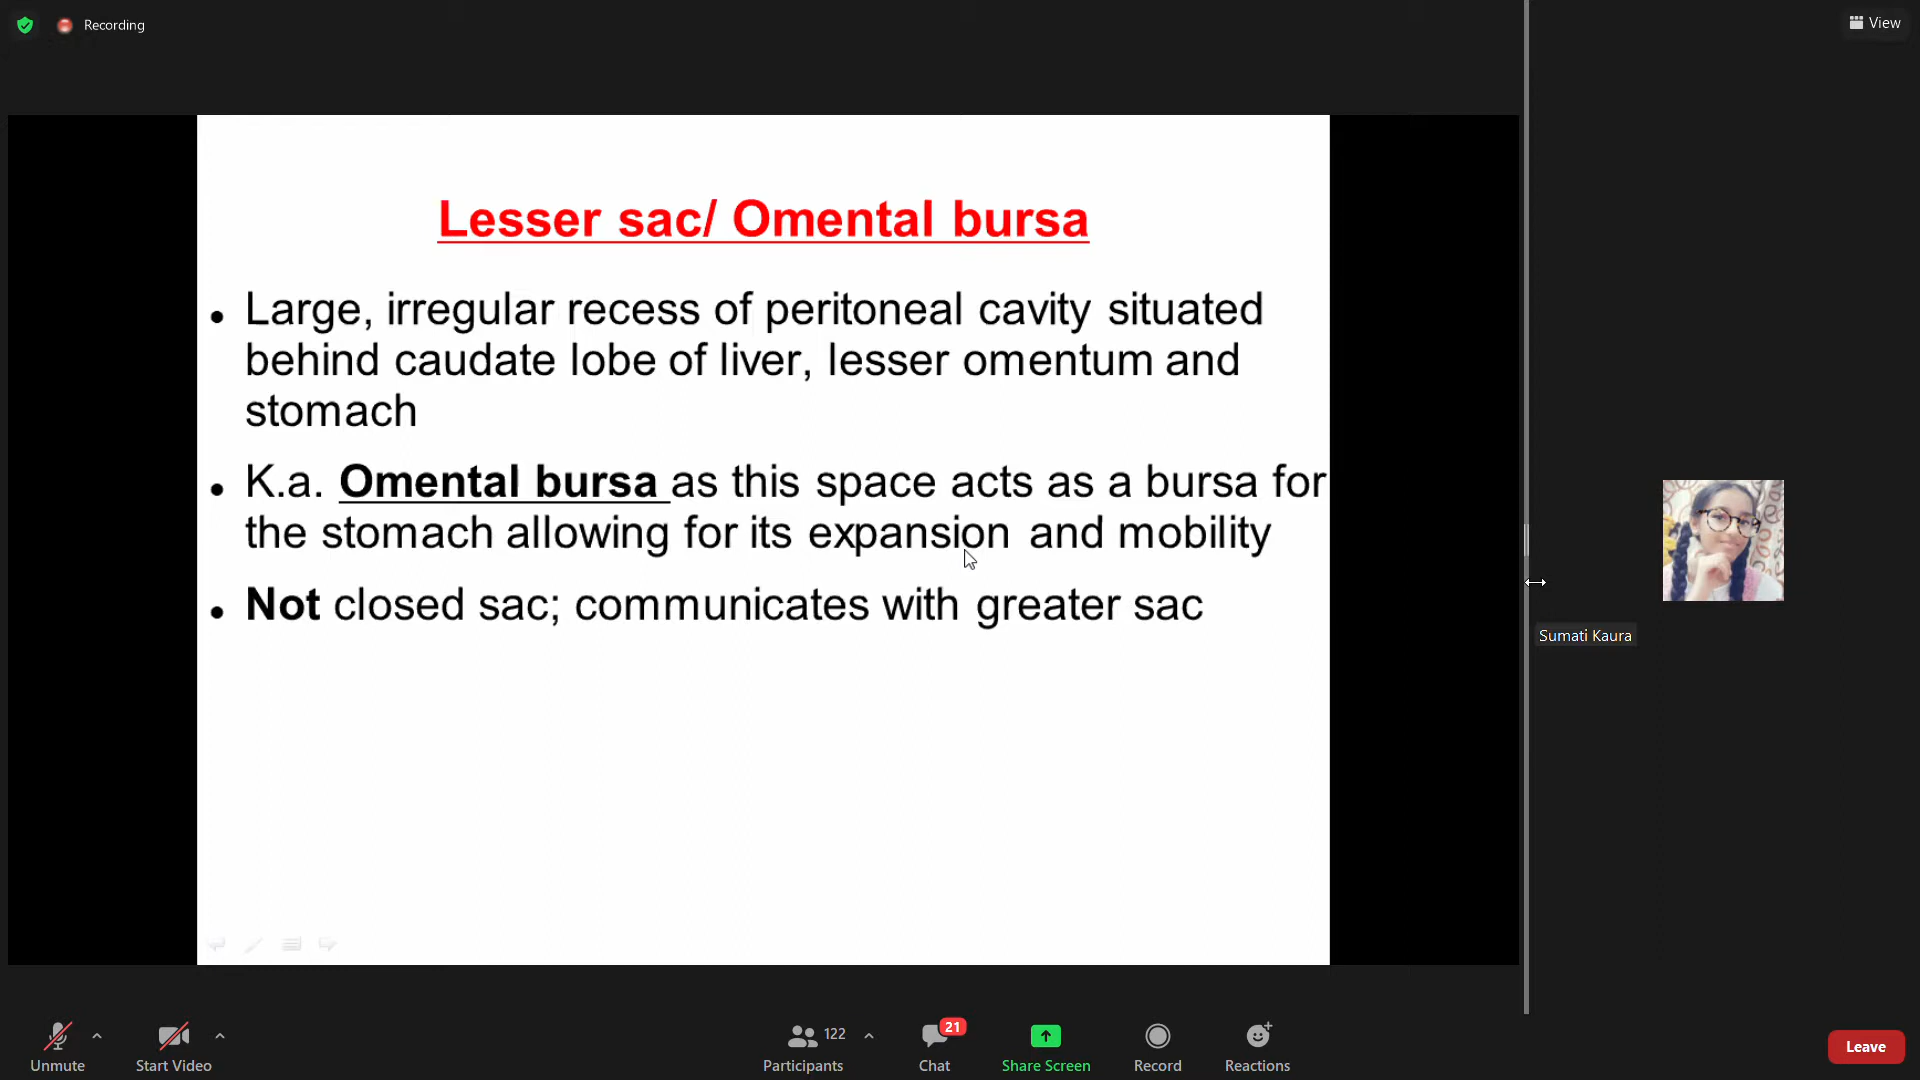 Recording
View
Lesser sac/ Omental bursa
• Large, irregular recess of peritoneal cavity situated
behind caudate lobe of liver, lesser omentum and
stomach
• K.a. Omental bursa as this space acts as a bursa for
the stomach allowing for its expansion and mobility
• Not closed sac; communicates with greater sac
Sumati Kaura
Unmute
Start Video
122
Participants
21
Chat
Share Screen
Record
Reactions
Leave